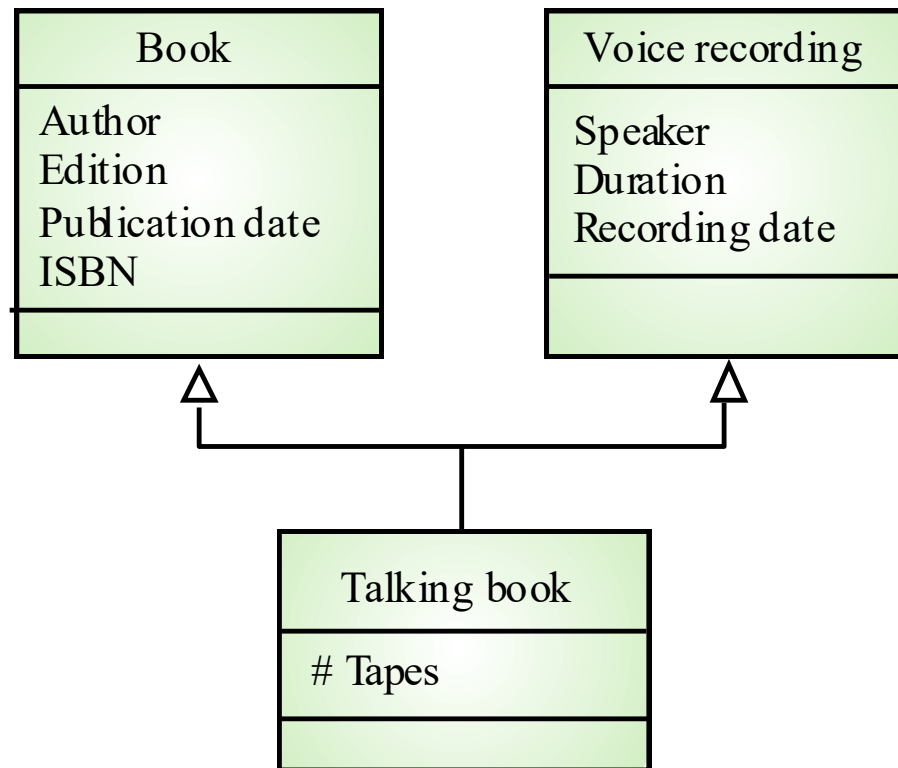 Book
Author
Edition
Publication date
ISBN
Voice recording
Speaker
Duration
Recording date
Talking book
# Tapes